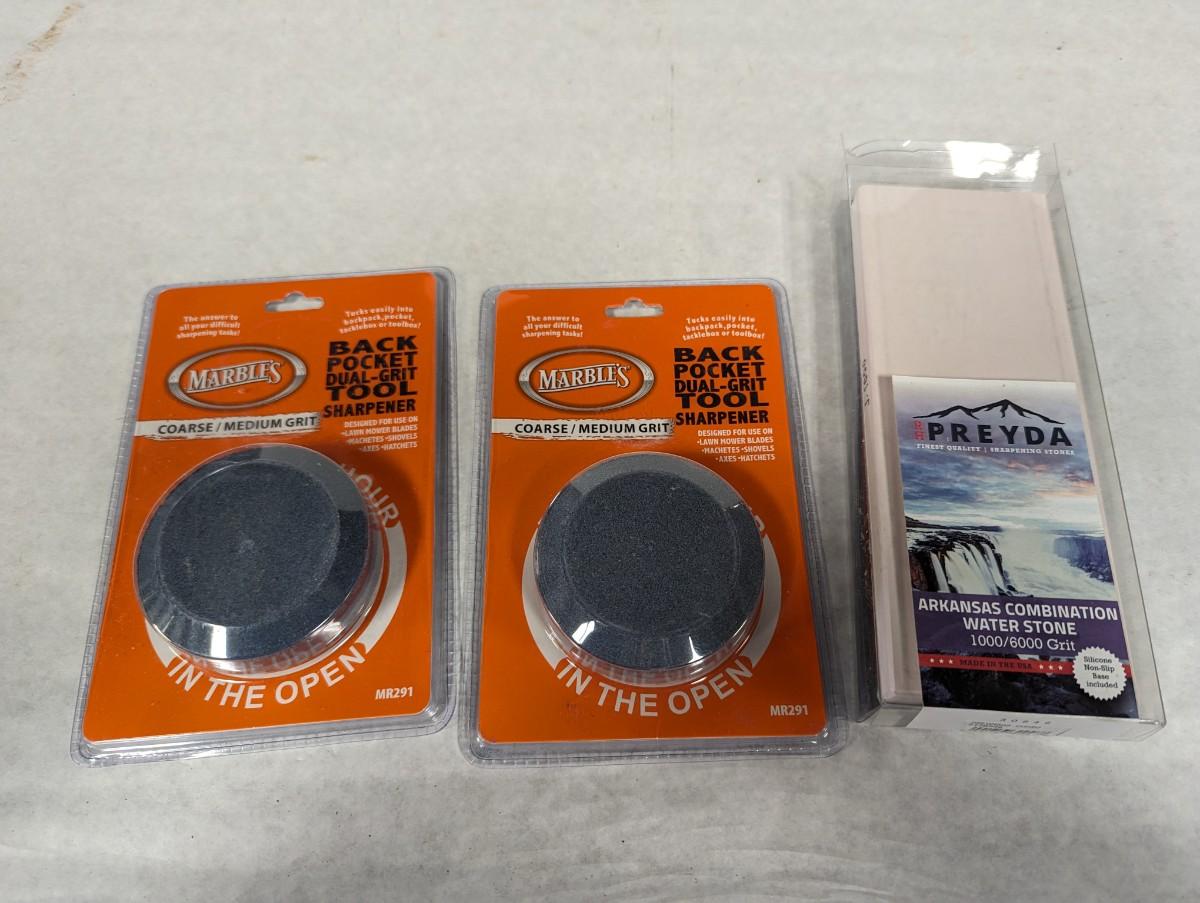 The answer to
all your difficult
sharpening tasks!
Tucks easily into
backpack, pocket,
tacklebox or toolbox!
MARBLE'S
BACK
POCKET
DUAL-GRIT
TOOL
SHARPENER
COARSE / MEDIUM GRIT
DESIGNED FOR USE ON
•LAWN MOWER BLADES
•MACHETES •SHOVELS
•AXES •HATCHETS
HOUR
IN THE OPEN
MR291
The answer to
all your difficult
sharpening tasks!
Tucks easily into
backpack, pocket,
tacklebox or toolbox!
MARBLE'S
BACK
POCKET
DUAL-GRIT
TOOL
SHARPENER
COARSE / MEDIUM GRIT
DESIGNED FOR USE ON
•LAWN MOWER BLADES
•MACHETES •SHOVELS
•AXES •HATCHETS
IN THE OPEN
MR291
RH PREYDA
FINEST QUALITY | SHARPENING STONES
ARKANSAS COMBINATION
WATER STONE
1000/6000 Grit
★ ★ ★ MADE IN THE USA ★ ★ ★
Silicone
Non-Slip
Base
included